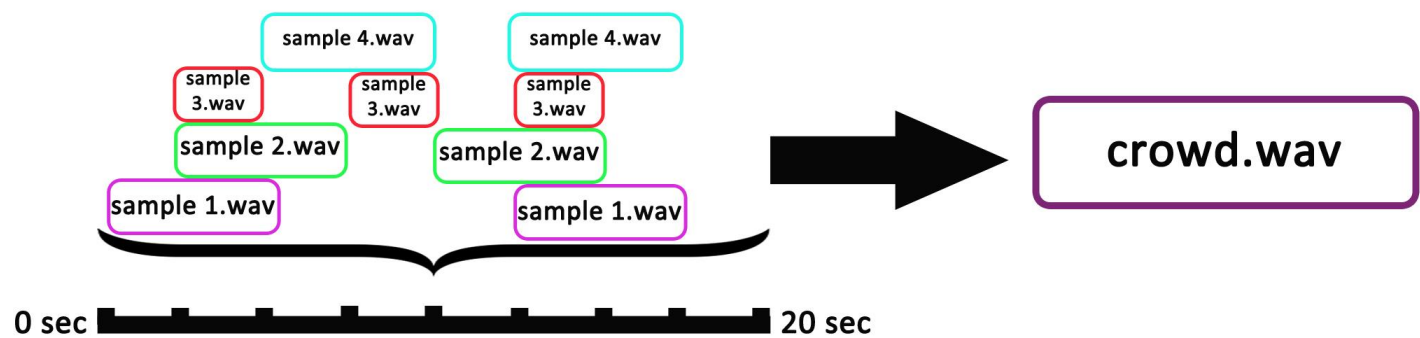 sample 4.wav
sample 4.wav
sample
3.wav
sample
3.wav
sample
3.wav
sample 2.wav
sample 2.wav
sample 1.wav
sample 1.wav
crowd.wav
0 sec
20 sec